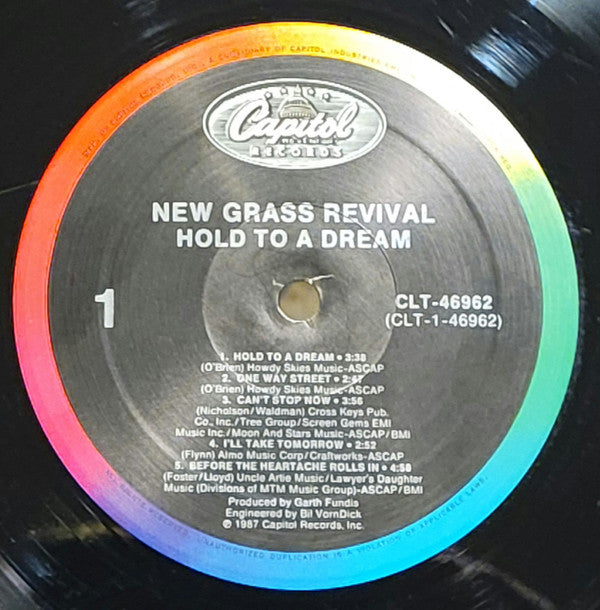 A SUBSIDIARY OF CAPITOL INDUSTRIES
Capitol
RECORDS
NEW GRASS REVIVAL
HOLD TO A DREAM
1
CLT-46962
(CLT-1-46962)
1. HOLD TO A DREAM • 3:38
(O'Brien) Howdy Skies Music-ASCAP
2. ONE WAY STREET • 2:47
(O'Brien) Howdy Skies Music-ASCAP
3. CAN'T STOP NOW • 3:56
(Nicholson/Waldman) Cross Keys Pub.
Co., Inc./Tree Group/Screen Gems EMI
Music Inc./Moon And Stars Music-ASCAP/BMI
4. I'LL TAKE TOMORROW • 2:52
(Flynn) Almo Music Corp/Craftworks-ASCAP
5. BEFORE THE HEARTACHE ROLLS IN • 4:58
(Foster/Lloyd) Uncle Artie Music/Lawyer's Daughter
Music (Divisions of MTM Music Group)-ASCAP/BMI
Produced by Garth Fundis
Engineered by Bil VornDick
℗ 1987 Capitol Records, Inc.
RESERVED. UNAUTHORIZED DUPLICATION IS A VIOLATION OF APPLICABLE LAWS.